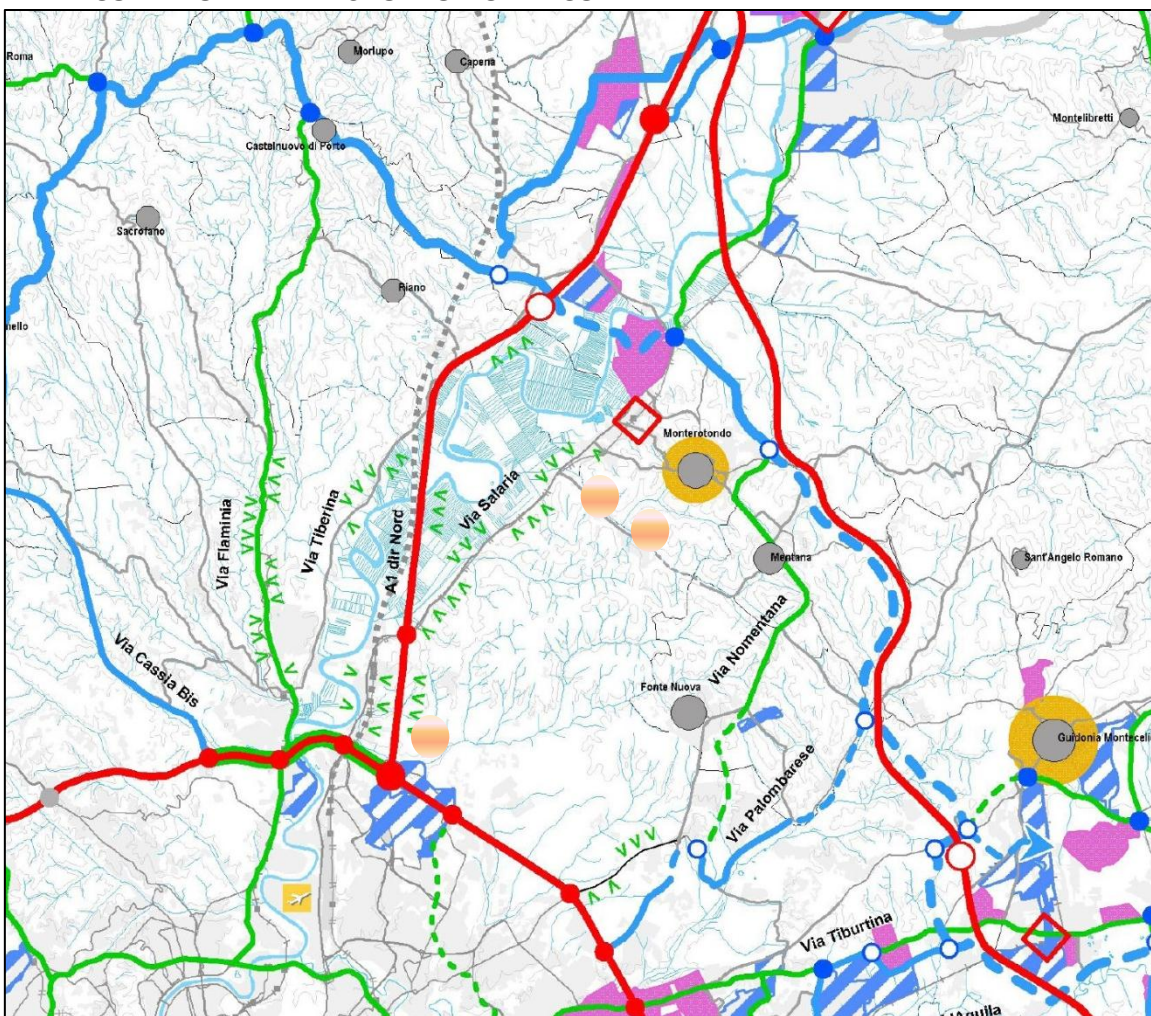 Roma
Morlupo
Capena
Montelibretti
Castelnuovo di Porto
Sacrofano
Riano
nello
Monterotondo
Via Salaria
Via Tiberina
A1 dir Nord
Via Flaminia
Mentana
Sant'Angelo Romano
Via Nomentana
Via Cassia Bis
Fonte Nuova
Guidonia Montecelio
Via Palombarese
Via Tiburtina
L'Aquila